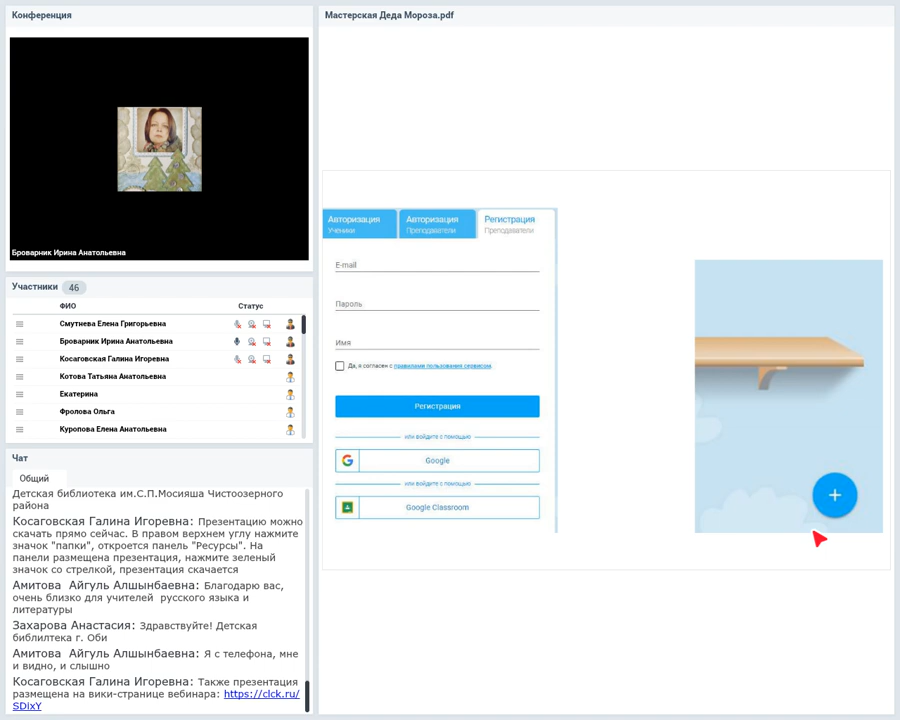 Конференция
Броварник Ирина Анатольевна
Участники 46
ФИО Статус
Смутнева Елена Григорьевна
Броварник Ирина Анатольевна
Косаговская Галина Игоревна
Котова Татьяна Анатольевна
Екатерина
Фролова Ольга
Куропова Елена Анатольевна
Чат
Общий
Детская библиотека им.С.П.Мосияша Чистоозерного
района
Косаговская Галина Игоревна: Презентацию можно
скачать прямо сейчас. В правом верхнем углу нажмите
значок "папки", откроется панель "Ресурсы". На
панели размещена презентация, нажмите зеленый
значок со стрелкой, презентация скачается
Амитова Айгуль Алшынбаевна: Благодарю вас,
очень близко для учителей русского языка и
литературы
Захарова Анастасия: Здравствуйте! Детская
библилтека г. Оби
Амитова Айгуль Алшынбаевна: Я с телефона, мне
и видно, и слышно
Косаговская Галина Игоревна: Также презентация
размещена на вики-странице вебинара: https://clck.ru/
SDixY
Мастерская Деда Мороза.pdf
Авторизация Авторизация Регистрация
Ученики Преподаватели Преподаватели
E-mail
Пароль
Имя
Да, я согласен с правилами пользования сервисом.
Регистрация
или войдите с помощью
Google
или войдите с помощью
Google Classroom